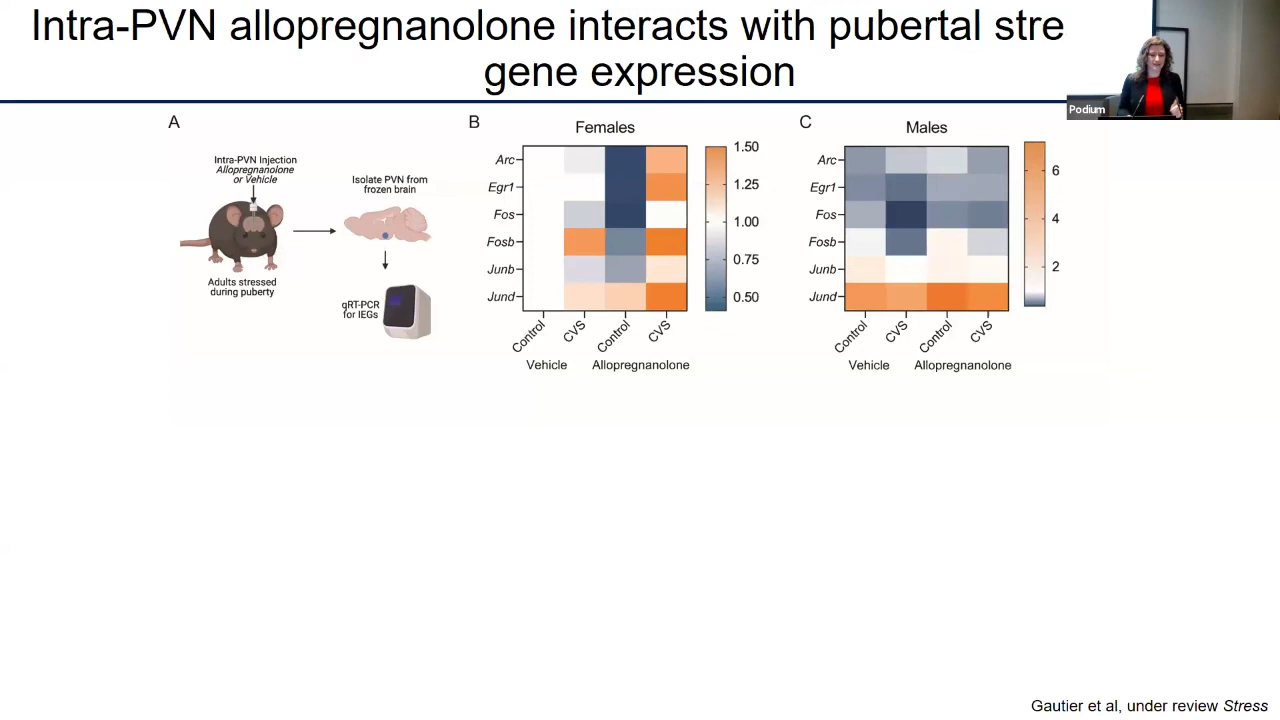 Intra-PVN allopregnanolone interacts with pubertal stre
gene expression
Podium
A
Intra-PVN Injection
Allopregnanolone
or Vehicle
Isolate PVN from
frozen brain
Adults stressed
during puberty
qRT-PCR
for IEGs
B
Females
Arc
Egr1
Fos
Fosb
Junb
Jund
1.50
1.25
1.00
0.75
0.50
Control
CVS
Control
CVS
Vehicle
Allopregnanolone
C
Males
Arc
Egr1
Fos
Fosb
Junb
Jund
6
4
2
Control
CVS
Control
CVS
Vehicle
Allopregnanolone
Gautier et al, under review Stress